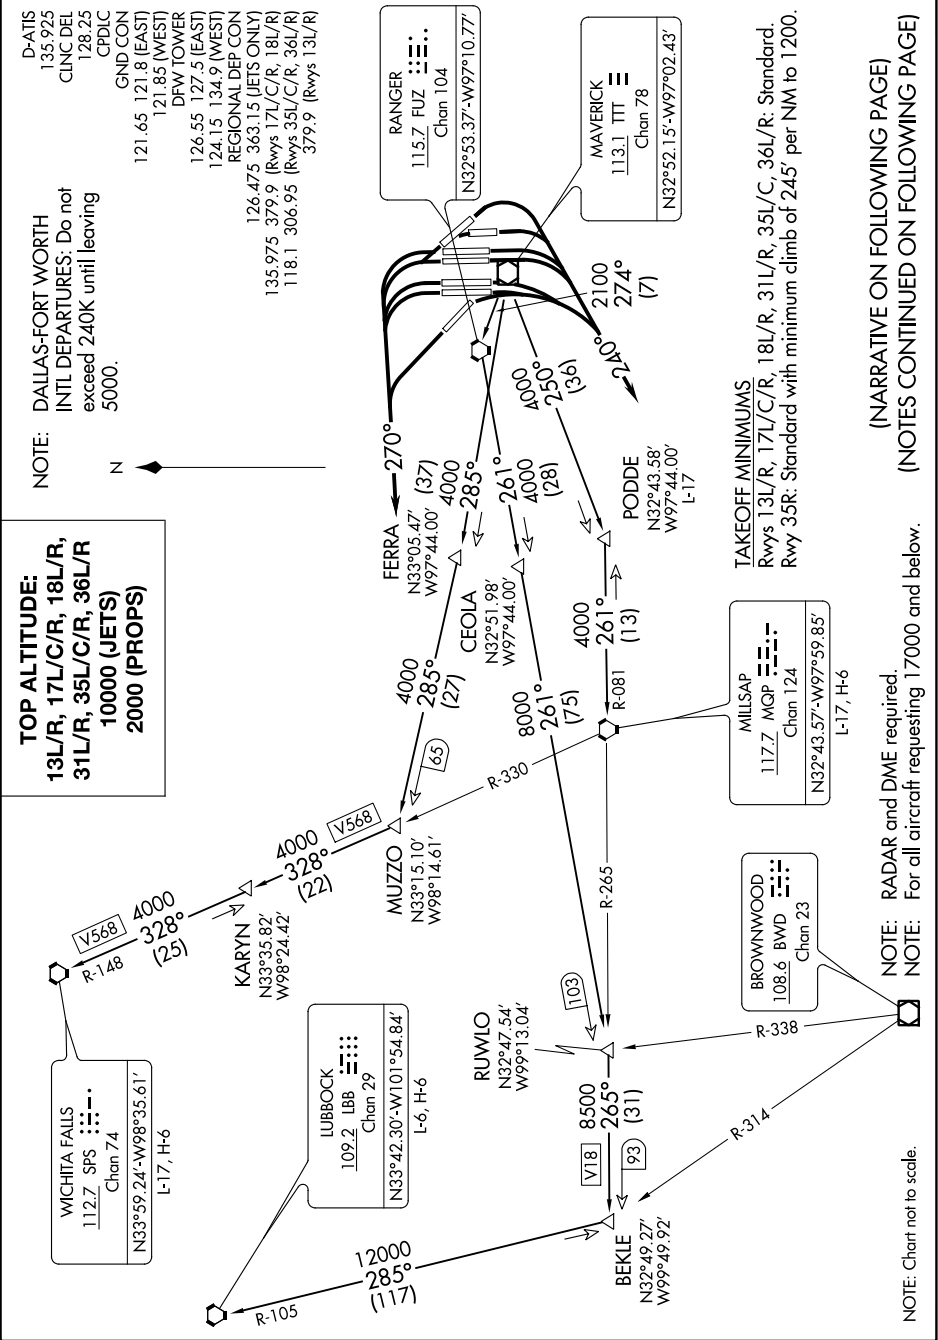 D-ATIS
135.925
CLNC DEL
128.25
CPDLC
GND CON
121.65 121.8 (EAST)
121.85 (WEST)
DFW TOWER
126.55 127.5 (EAST)
124.15 134.9 (WEST)
REGIONAL DEP CON
126.475 363.15 (JETS ONLY)
135.975 379.9 (Rwys 17L/C/R, 18L/R)
118.1 306.95 (Rwys 35L/C/R, 36L/R)
379.9 (Rwys 13L/R)
NOTE: DALLAS-FORT WORTH
INTL DEPARTURES: Do not
exceed 240K until leaving
5000.
N
TOP ALTITUDE:
13L/R, 17L/C/R, 18L/R,
31L/R, 35L/C/R, 36L/R
10000 (JETS)
2000 (PROPS)
WICHITA FALLS
112.7 SPS
Chan 74
N33°59.24'-W98°35.61'
L-17, H-6
V568
4000
328°
(25)
R-148
KARYN
N33°35.82'
W98°24.42'
4000
328°
(22)
V568
MUZZO
N33°15.10'
W98°14.61'
65
4000
285°
(27)
FERRA
N33°05.47'
W97°44.00'
(37)
4000
285°
270°
RANGER
115.7 FUZ
Chan 104
N32°53.37'-W97°10.77'
MAVERICK
113.1 TTT
Chan 78
N32°52.15'-W97°02.43'
2100
274°
(7)
240°
CEOLA
N32°51.98'
W97°44.00'
261°
4000
(28)
4000
250°
(36)
PODDE
N32°43.58'
W97°44.00'
L-17
4000
261°
(13)
R-081
8000
261°
(75)
R-330
MILLSAP
117.7 MQP
Chan 124
N32°43.57'-W97°59.85'
L-17, H-6
R-265
LUBBOCK
109.2 LBB
Chan 29
N33°42.30'-W101°54.84'
L-6, H-6
R-105
12000
285°
(117)
RUWLO
N32°47.54'
W99°13.04'
103
8500
265°
(31)
V18
93
BEKLE
N32°49.27'
W99°49.92'
BROWNWOOD
108.6 BWD
Chan 23
R-338
R-314
TAKEOFF MINIMUMS
Rwys 13L/R, 17L/C/R, 18L/R, 31L/R, 35L/C, 36L/R: Standard.
Rwy 35R: Standard with minimum climb of 245' per NM to 1200.
NOTE: RADAR and DME required.
NOTE: For all aircraft requesting 17000 and below.
(NARRATIVE ON FOLLOWING PAGE)
(NOTES CONTINUED ON FOLLOWING PAGE)
NOTE: Chart not to scale.